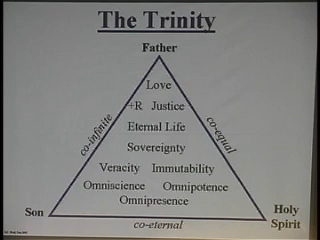 The Trinity
Father
Love
+R Justice
Eternal Life
co-infinite
co-equal
Sovereignty
Veracity Immutability
Omniscience Omnipotence
Omnipresence
Son
Holy
Spirit
co-eternal